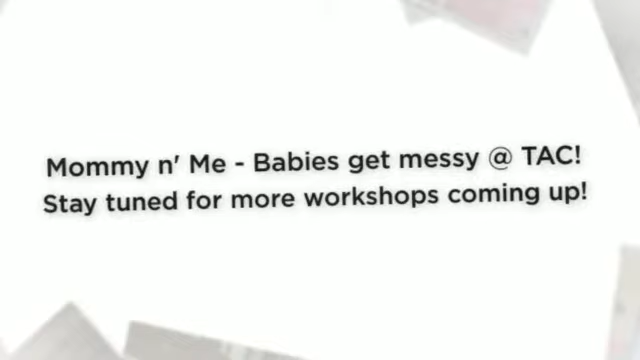 Mommy n' Me - Babies get messy @ TAC!
Stay tuned for more workshops coming up!